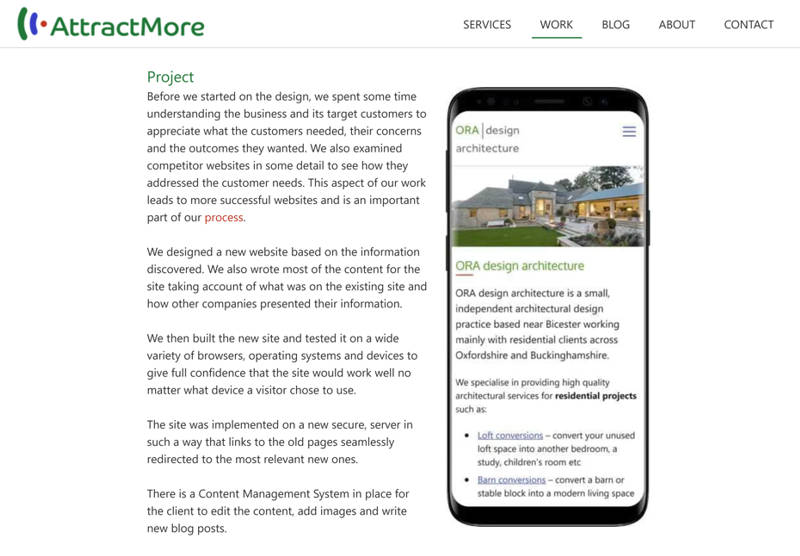 AttractMore
SERVICES
WORK
BLOG
ABOUT
CONTACT
Project
Before we started on the design, we spent some time
understanding the business and its target customers to
appreciate what the customers needed, their concerns
and the outcomes they wanted. We also examined
competitor websites in some detail to see how they
addressed the customer needs. This aspect of our work
leads to more successful websites and is an important
part of our process.
We designed a new website based on the information
discovered. We also wrote most of the content for the
site taking account of what was on the existing site and
how other companies presented their information.
We then built the new site and tested it on a wide
variety of browsers, operating systems and devices to
give full confidence that the site would work well no
matter what device a visitor chose to use.
The site was implemented on a new secure, server in
such a way that links to the old pages seamlessly
redirected to the most relevant new ones.
There is a Content Management System in place for
the client to edit the content, add images and write
new blog posts.
ORA design
architecture
ORA design architecture
ORA design architecture is a small,
independent architectural design
practice based near Bicester working
mainly with residential clients across
Oxfordshire and Buckinghamshire.
We specialise in providing high quality
architectural services for residential projects
such as:
• Loft conversions – convert your unused
loft space into another bedroom, a
study, children's room etc
• Barn conversions – convert a barn or
stable block into a modern living space